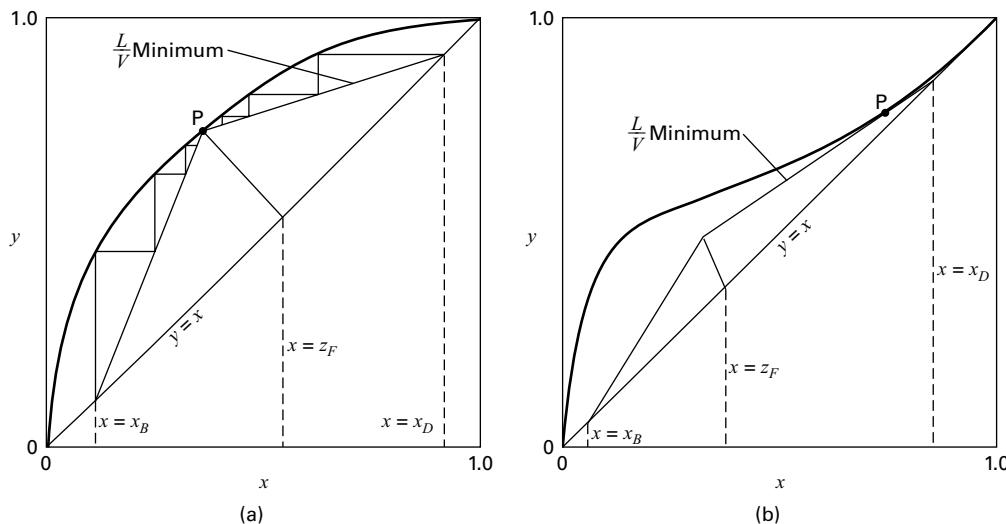 1.0
L/V Minimum
P
y
y = x
x = z_F
x = x_B
x = x_D
0
0
1.0
x
(a)
1.0
P
L/V Minimum
y
y = x
x = x_D
x = z_F
x = x_B
0
0
1.0
x
(b)